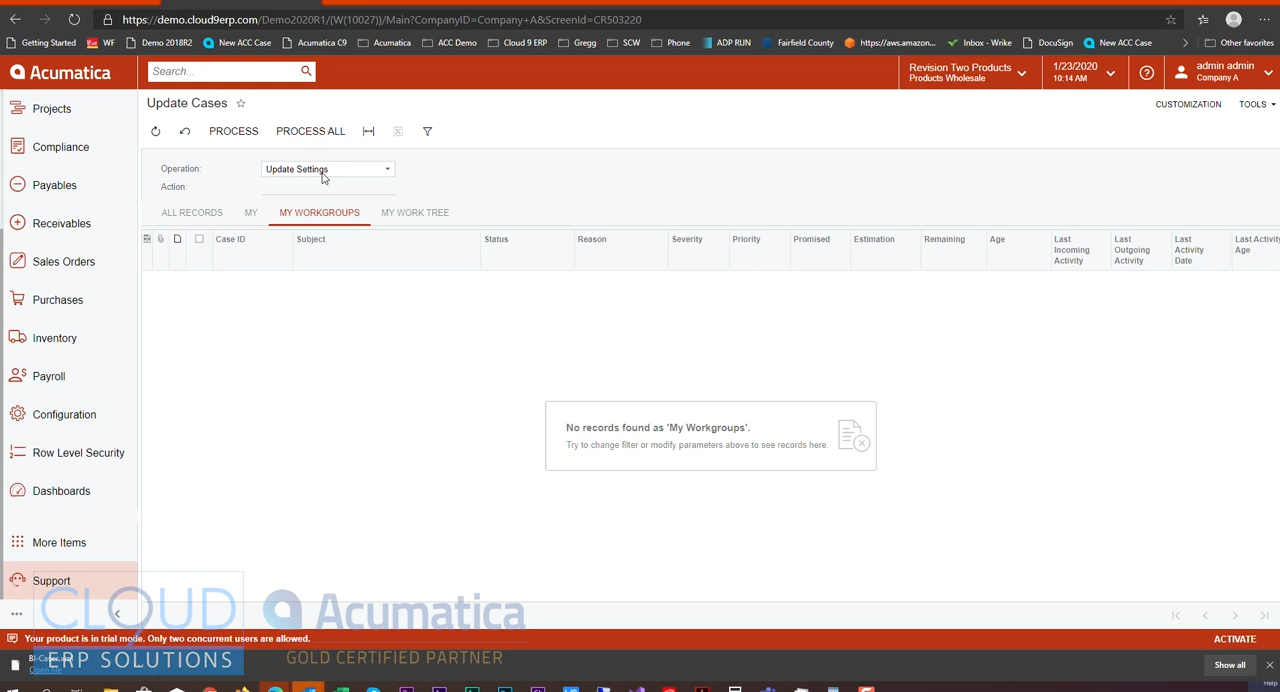 https://demo.cloud9erp.com/Demo2020R1/(W(10027))/Main?CompanyID=Company+A&ScreenId=CR503220
Getting Started WF Demo 2018R2 New ACC Case Acumatica C9 Acumatica ACC Demo Cloud 9 ERP Gregg SCW Phone ADP RUN Fairfield County https://aws.amazon... Inbox - Wrike DocuSign New ACC Case Other favorites
Acumatica
Search...
Revision Two Products
Products Wholesale
1/23/2020
10:14 AM
admin admin
Company A
Projects
Compliance
Payables
Receivables
Sales Orders
Purchases
Inventory
Payroll
Configuration
Row Level Security
Dashboards
More Items
Support
Update Cases
CUSTOMIZATION TOOLS
PROCESS PROCESS ALL
Operation: Update Settings
Action:
ALL RECORDS MY MY WORKGROUPS MY WORK TREE
Case ID Subject Status Reason Severity Priority Promised Estimation Remaining Age Last Incoming Activity Last Outgoing Activity Last Activity Date Last Activity Age
No records found as 'My Workgroups'.
Try to change filter or modify parameters above to see records here.
CLOUD
ERP SOLUTIONS
Acumatica
GOLD CERTIFIED PARTNER
Your product is in trial mode. Only two concurrent users are allowed.
ACTIVATE
Open file
Show all
Help